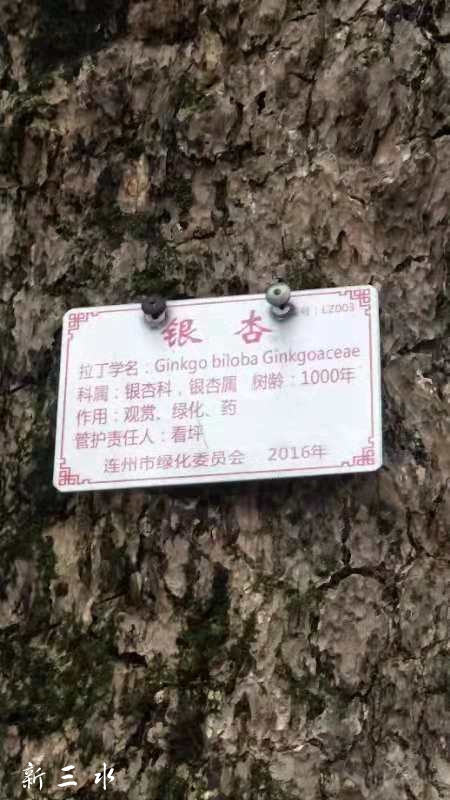 银杏
号：LZ003
拉丁学名：Ginkgo biloba Ginkgoaceae
科属：银杏科，银杏属 树龄：1000年
作用：观赏、绿化、药
管护责任人：看坪
连州市绿化委员会 2016年
新三水